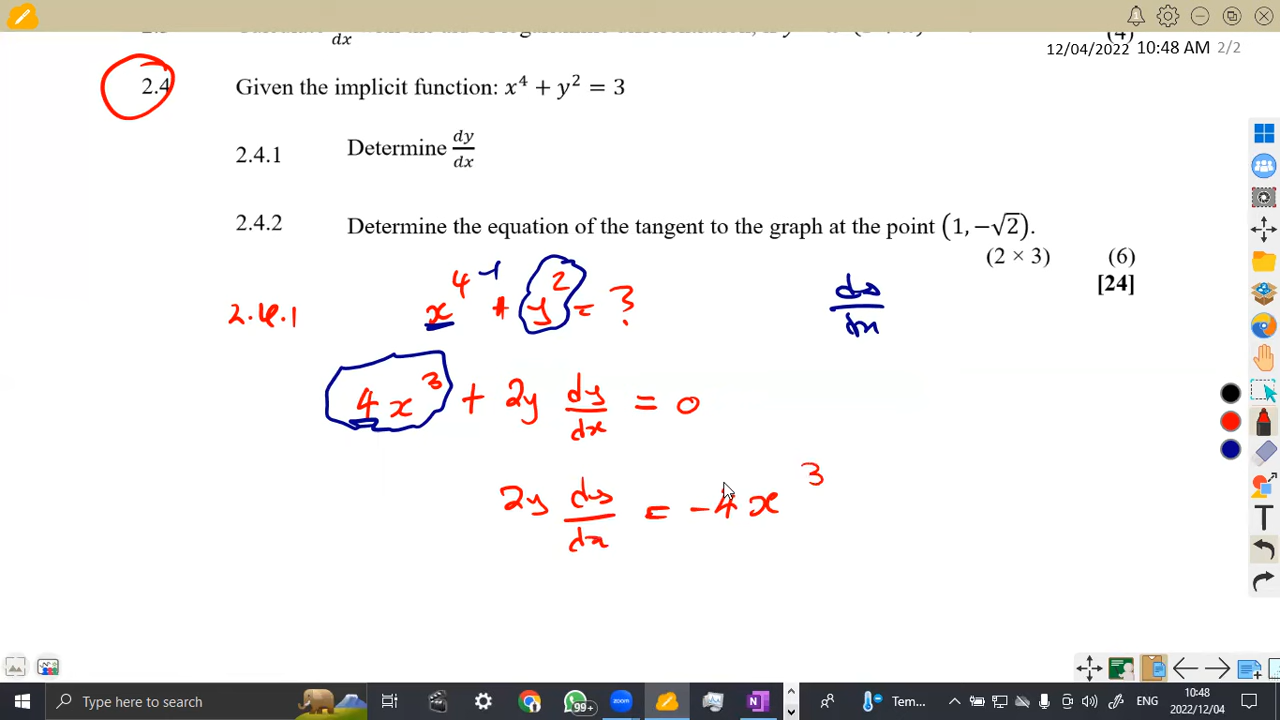 12/04/2022 10:48 AM 2/2
2.4 Given the implicit function: x⁴ + y² = 3
2.4.1 Determine dy/dx
2.4.2 Determine the equation of the tangent to the graph at the point (1, −√2).
(2 × 3) (6)
[24]
2.4.1 x⁴⁻¹ + y² = 3
dy/dx
4x³ + 2y dy/dx = 0
2y dy/dx = -4x³
T
Type here to search
99+
Tem...
ENG
10:48
2022/12/04